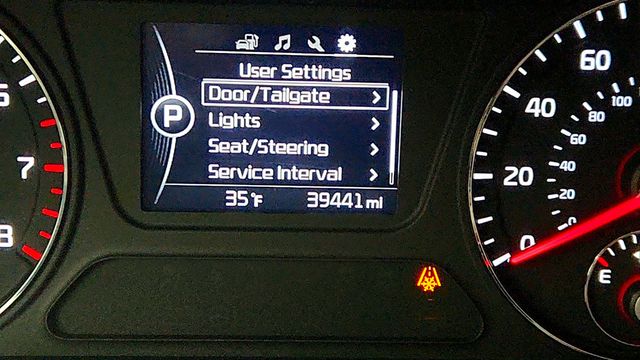 User Settings
Door/Tailgate >
P
Lights >
Seat/Steering >
Service Interval >
35°F 39441 mi
7
8
60
40
20
0
100
80
60
40
20
0
E